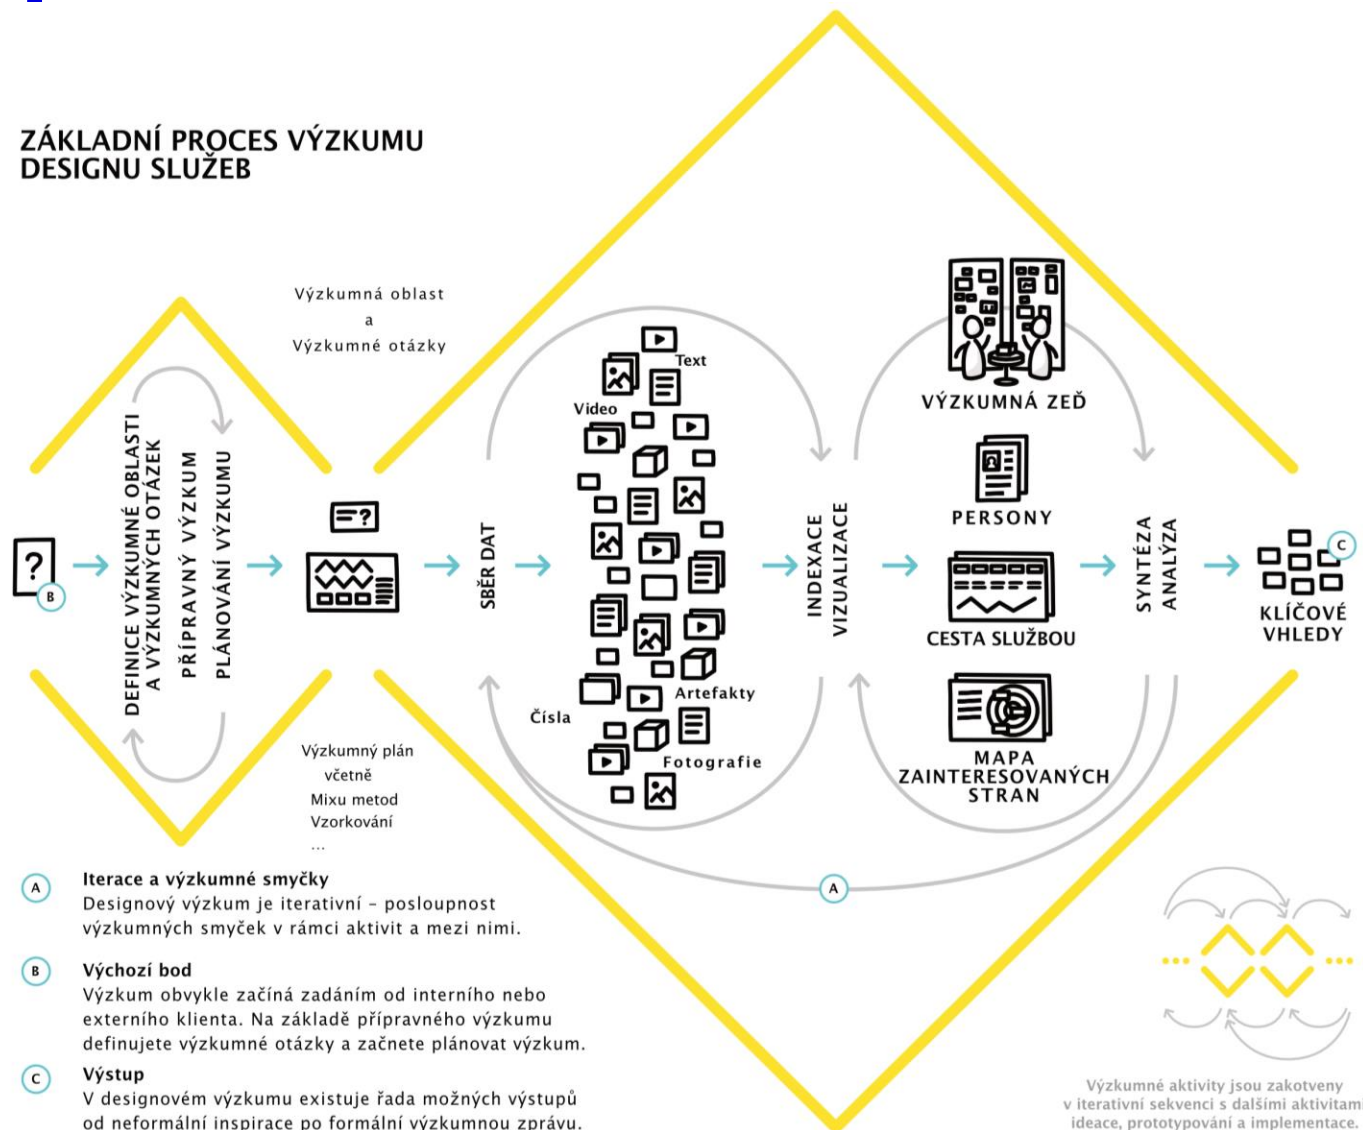 ZÁKLADNÍ PROCES VÝZKUMU
DESIGNU SLUŽEB
Výzkumná oblast
a
Výzkumné otázky
?
B
DEFINICE VÝZKUMNÉ OBLASTI
A VÝZKUMNÝCH OTÁZEK
PŘÍPRAVNÝ VÝZKUM
PLÁNOVÁNÍ VÝZKUMU
?
Výzkumný plán
včetně
Mixu metod
Vzorkování
...
SBĚR DAT
Text
Video
Artefakty
Čísla
Fotografie
INDEXACE
VIZUALIZACE
VÝZKUMNÁ ZEĎ
PERSONY
CESTA SLUŽBOU
MAPA
ZAINTERESOVANÝCH
STRAN
SYNTÉZA
ANALÝZA
C
KLÍČOVÉ
VHLEDY
A
A
Iterace a výzkumné smyčky
Designový výzkum je iterativní – posloupnost
výzkumných smyček v rámci aktivit a mezi nimi.
B
Výchozí bod
Výzkum obvykle začíná zadáním od interního nebo
externího klienta. Na základě přípravného výzkumu
definujete výzkumné otázky a začnete plánovat výzkum.
C
Výstup
V designovém výzkumu existuje řada možných výstupů
od neformální inspirace po formální výzkumnou zprávu.
Výzkumné aktivity jsou zakotveny
v iterativní sekvenci s dalšími aktivitami
ideace, prototypování a implementace.